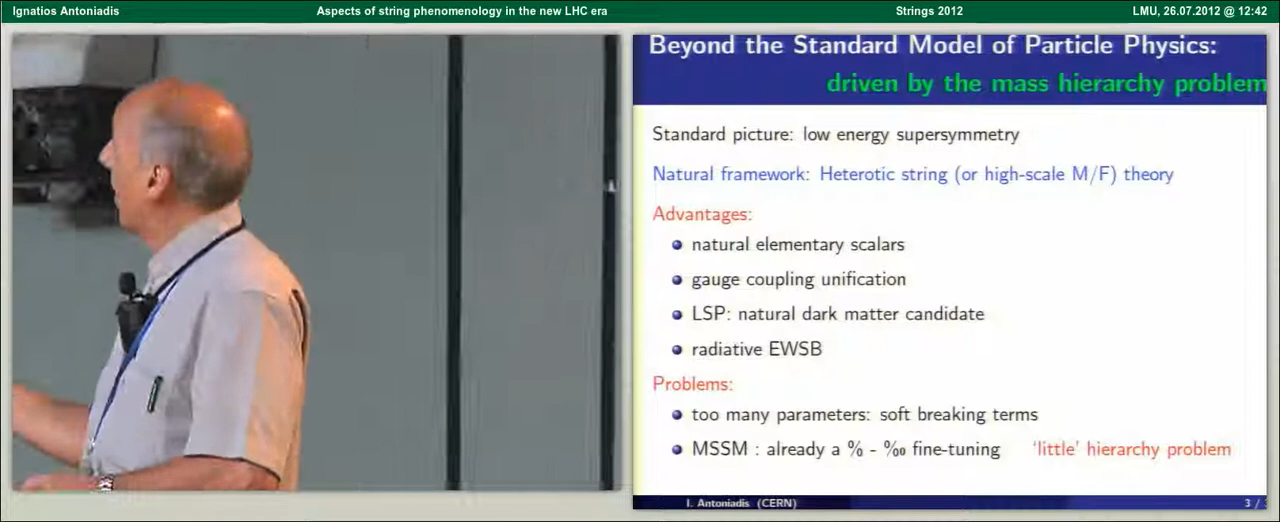 Ignatios Antoniadis Aspects of string phenomenology in the new LHC era Strings 2012 LMU, 26.07.2012 @ 12:42
Beyond the Standard Model of Particle Physics:
driven by the mass hierarchy problem
Standard picture: low energy supersymmetry
Natural framework: Heterotic string (or high-scale M/F) theory
Advantages:
natural elementary scalars
gauge coupling unification
LSP: natural dark matter candidate
radiative EWSB
Problems:
too many parameters: soft breaking terms
MSSM : already a % - ‰ fine-tuning 'little' hierarchy problem
I. Antoniadis (CERN) 3 /